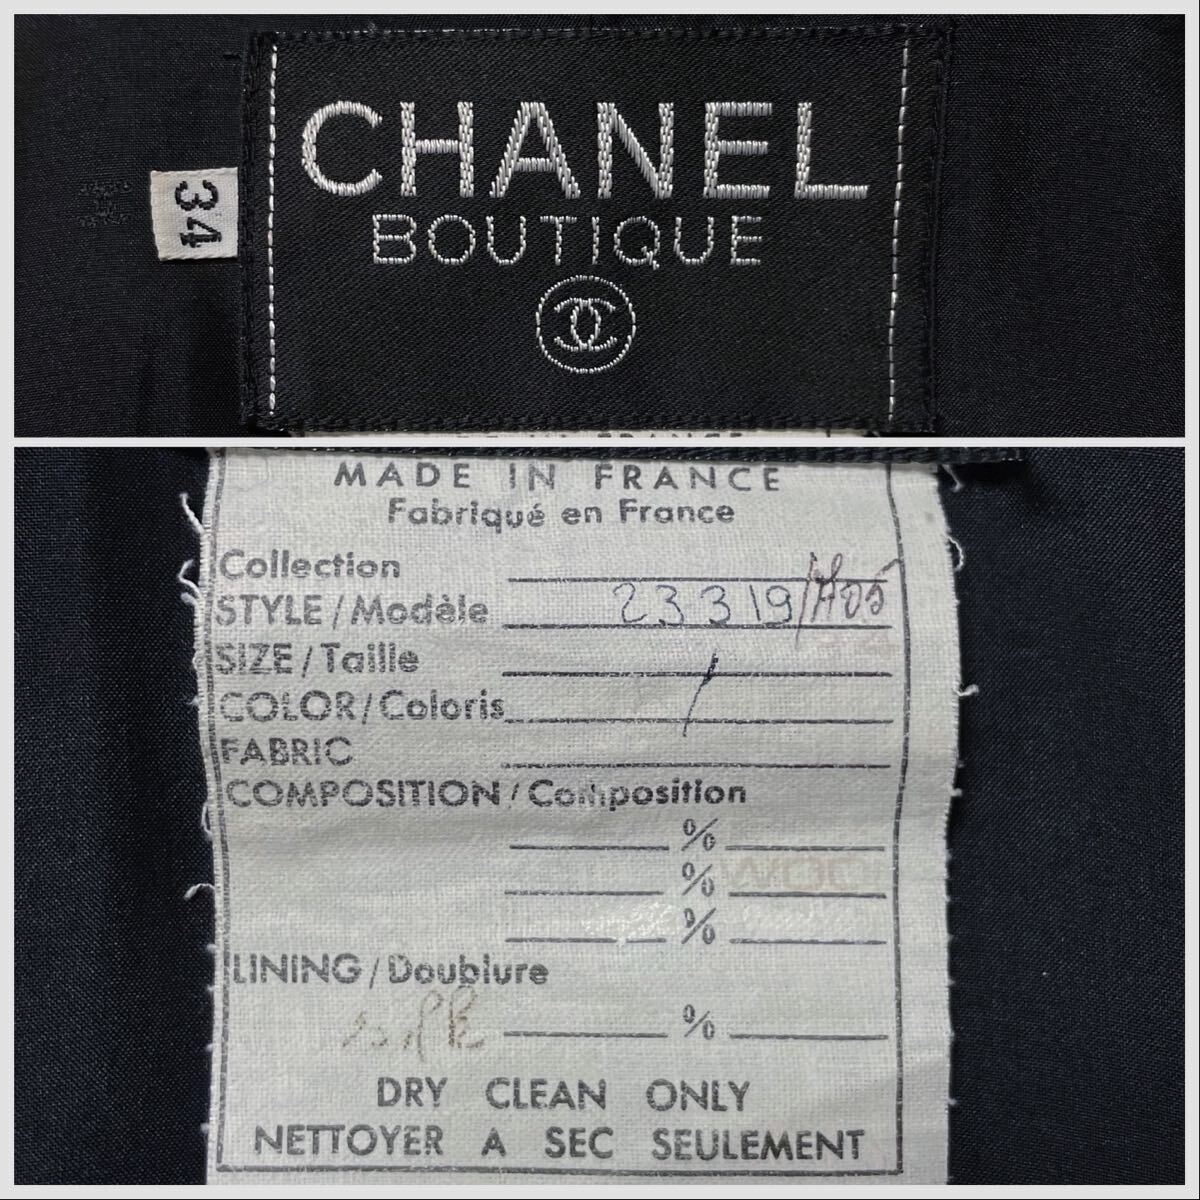 CHANEL
BOUTIQUE
34
MADE IN FRANCE
Fabriqué en France
Collection
STYLE/Modèle 23319/
SIZE/Taille
COLOR/Coloris
FABRIC
COMPOSITION/Composition
%
%
%
LINING/Doublure
silk %
DRY CLEAN ONLY
NETTOYER A SEC SEULEMENT